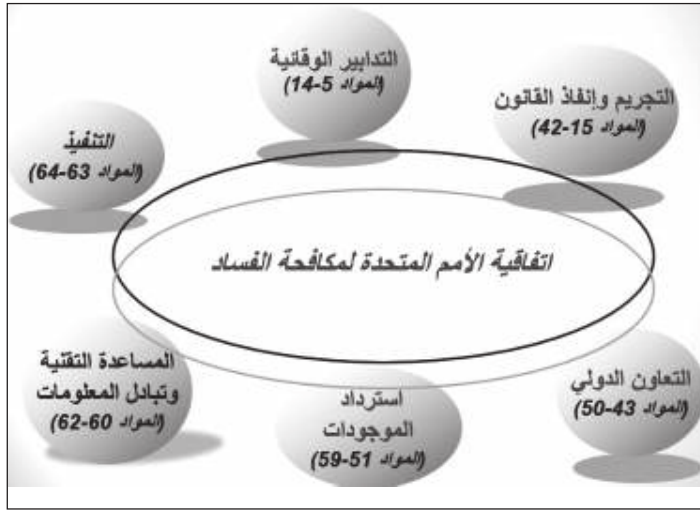 التدابير الوقائية
(المواد 5-14)
التجريم وإنفاذ القانون
(المواد 15-42)
التنفيذ
(المواد 63-64)
اتفاقية الأمم المتحدة لمكافحة الفساد
المساعدة التقنية
وتبادل المعلومات
(المواد 60-62)
استرداد
الموجودات
(المواد 51-59)
التعاون الدولي
(المواد 43-50)